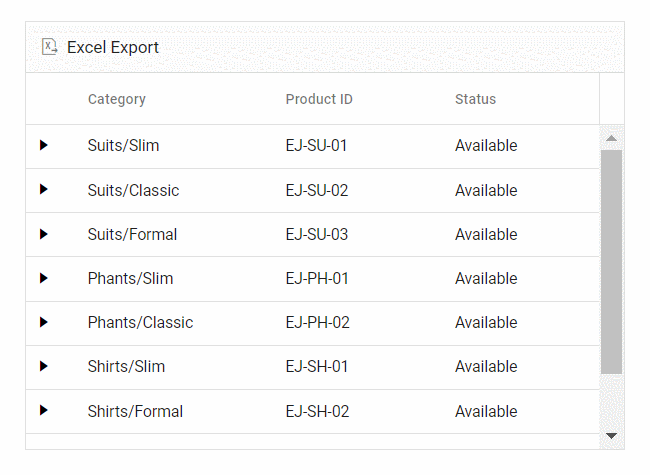 Excel Export
Category Product ID Status
Suits/Slim EJ-SU-01 Available
Suits/Classic EJ-SU-02 Available
Suits/Formal EJ-SU-03 Available
Phants/Slim EJ-PH-01 Available
Phants/Classic EJ-PH-02 Available
Shirts/Slim EJ-SH-01 Available
Shirts/Formal EJ-SH-02 Available